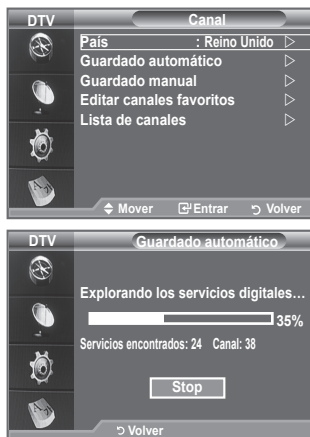 DTV Canal
País : Reino Unido
Guardado automático
Guardado manual
Editar canales favoritos
Lista de canales
Mover Entrar Volver
DTV Guardado automático
Explorando los servicios digitales...
35%
Servicios encontrados: 24 Canal: 38
Stop
Volver